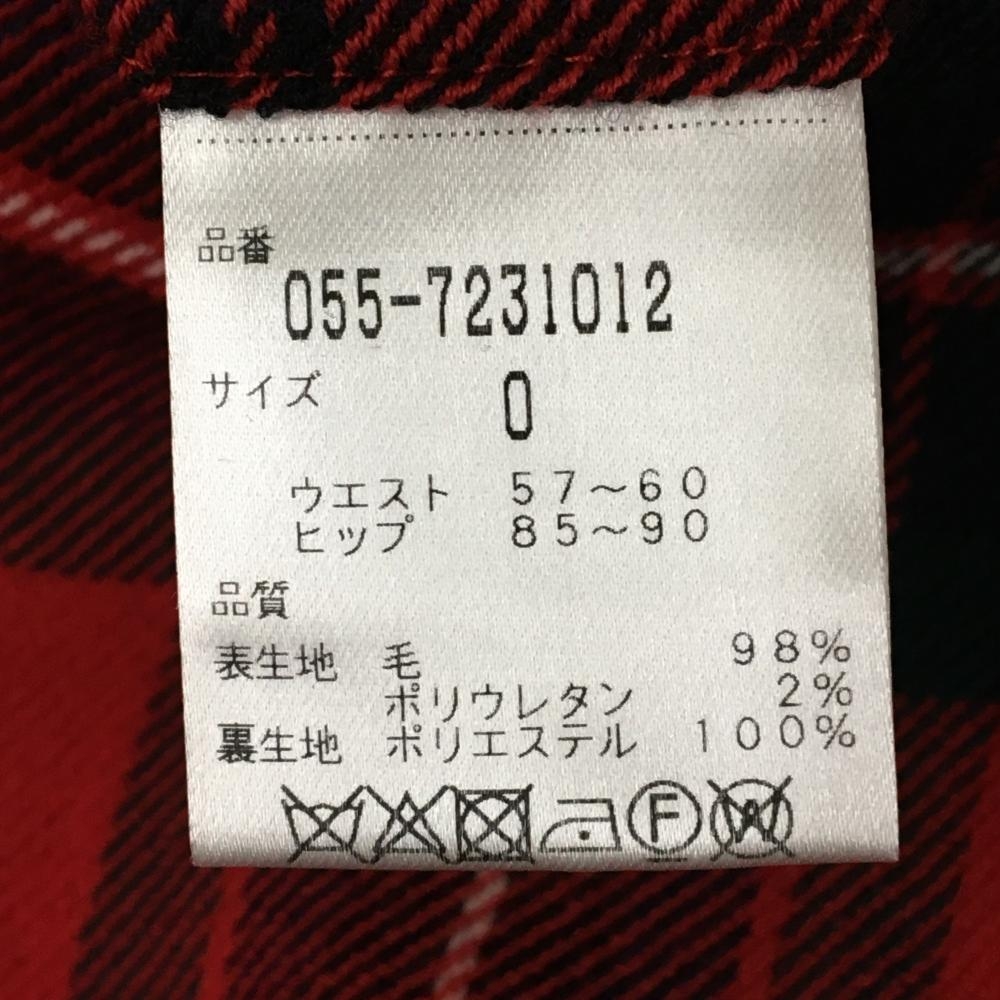 品番
055-7231012
サイズ 0
ウエスト 57～60
ヒップ 85～90
品質
表生地 毛 98%
ポリウレタン 2%
裏生地 ポリエステル 100%
F W